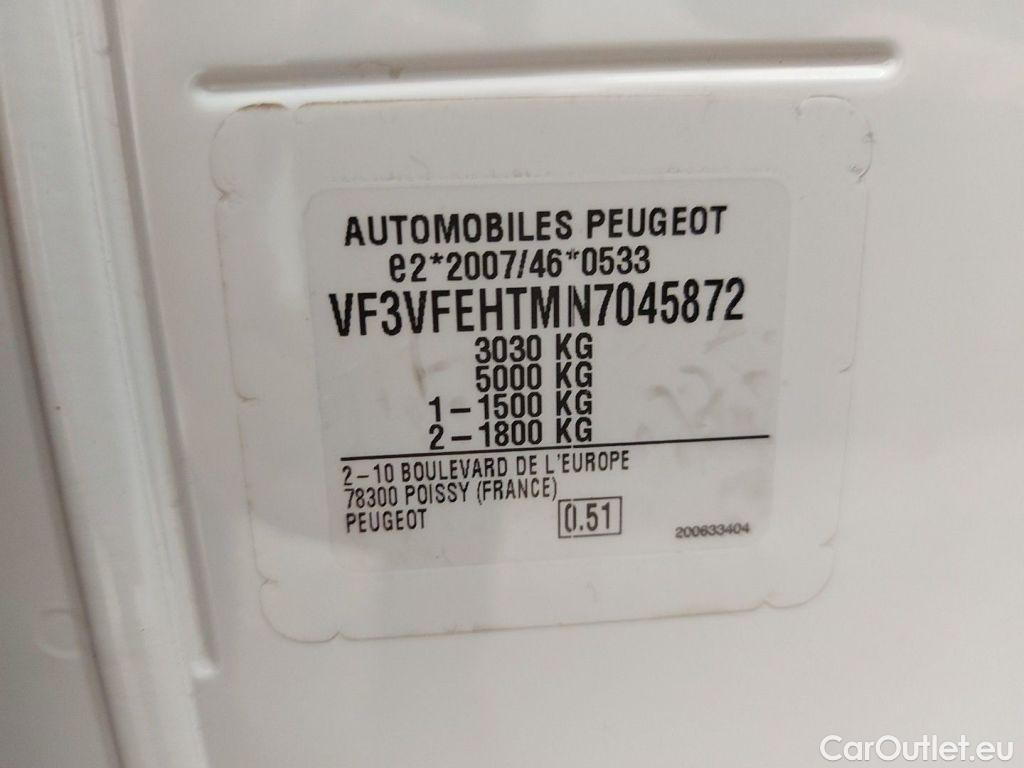 AUTOMOBILES PEUGEOT
e2*2007/46*0533
VF3VFEHTMN7045872
3030 KG
5000 KG
1-1500 KG
2-1800 KG
2-10 BOULEVARD DE L'EUROPE
78300 POISSY (FRANCE)
PEUGEOT
0.51
200633404
CarOutlet.eu